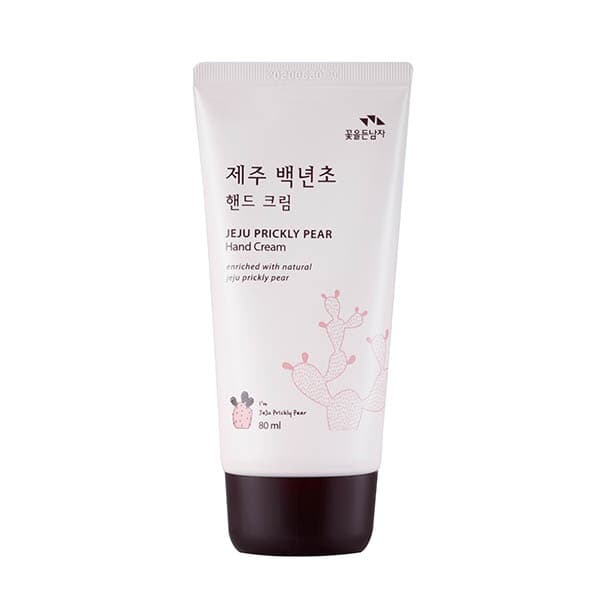 꽃을든남자
제주 백년초
핸드 크림
JEJU PRICKLY PEAR
Hand Cream
enriched with natural
jeju prickly pear
I'm
JeJu Prickly Pear
80 ml